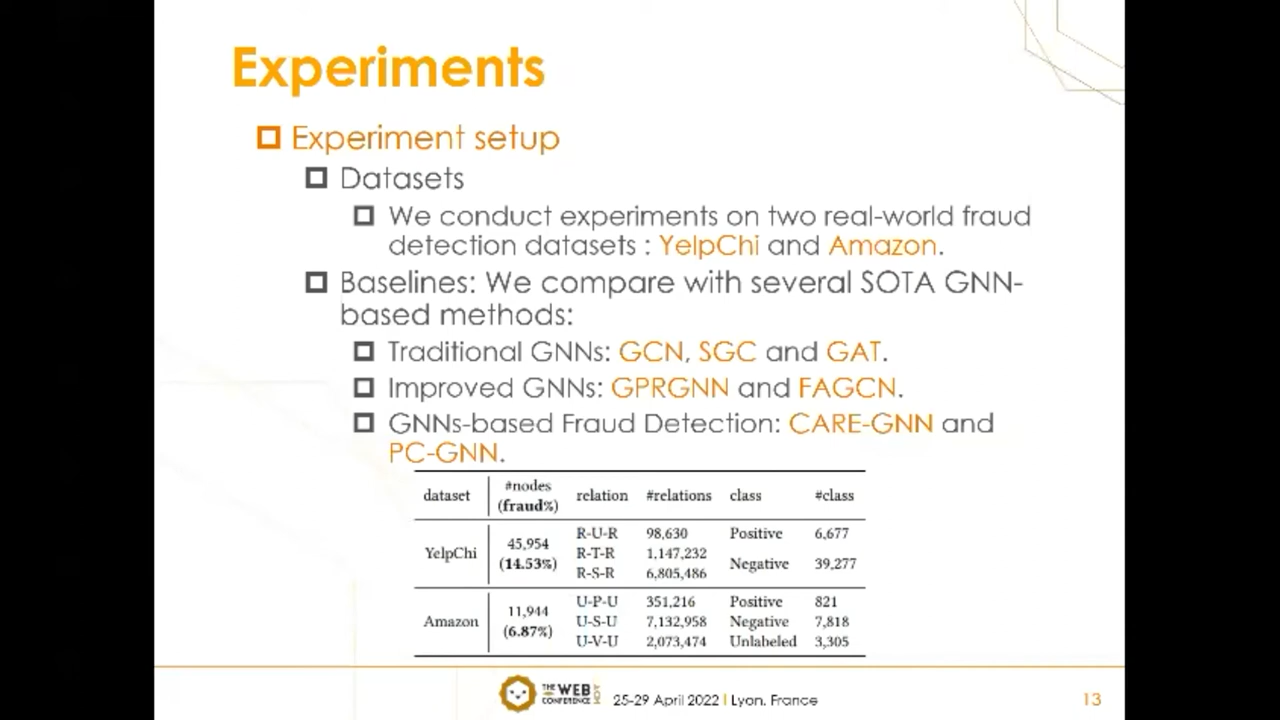 Experiments
Experiment setup
Datasets
We conduct experiments on two real-world fraud
detection datasets : YelpChi and Amazon.
Baselines: We compare with several SOTA GNN-
based methods:
Traditional GNNs: GCN, SGC and GAT.
Improved GNNs: GPRGNN and FAGCN.
GNNs-based Fraud Detection: CARE-GNN and
PC-GNN.
dataset #nodes (fraud%) relation #relations class #class
YelpChi 45,954 (14.53%)
R-U-R 98,630 Positive 6,677
R-T-R 1,147,232
R-S-R 6,805,486 Negative 39,277
Amazon 11,944 (6.87%)
U-P-U 351,216 Positive 821
U-S-U 7,132,958 Negative 7,818
U-V-U 2,073,474 Unlabeled 3,305
THE WEB CONFERENCE
25-29 April 2022 | Lyon, France
13